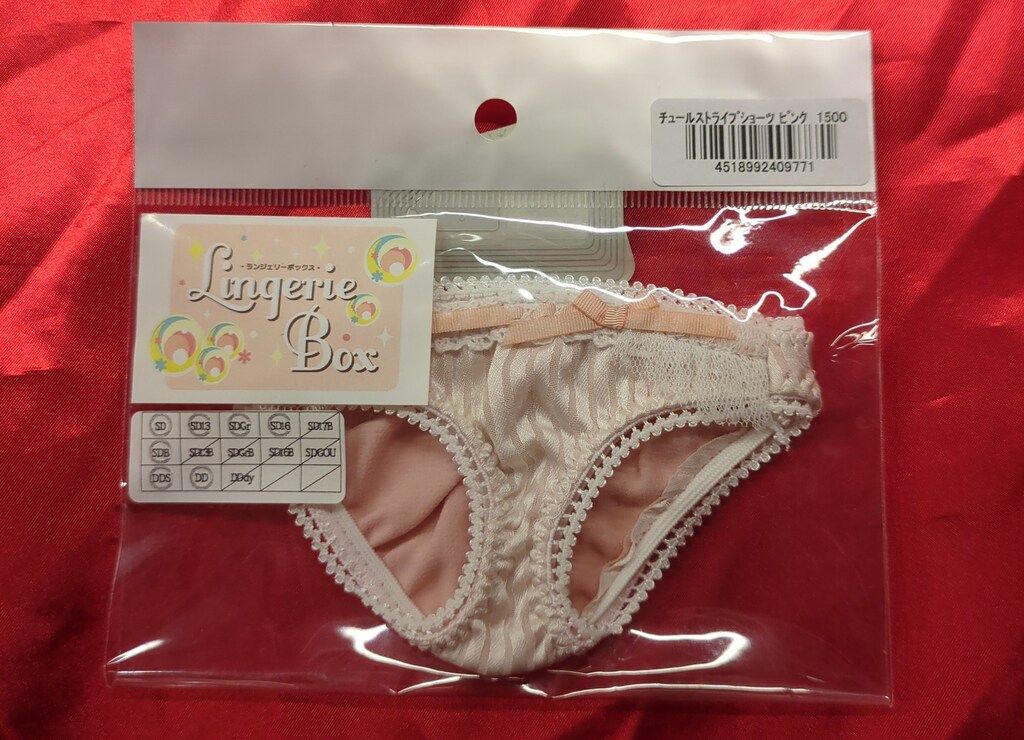 チュールストライプショーツ ピンク 1500
4518992409771
・ランジェリーボックス・
Lingerie
Box
SD SD13 SDGr SD16 SD17B
SDB SD13B SDGrB SD16B SDGOU
DDS DD DDdy